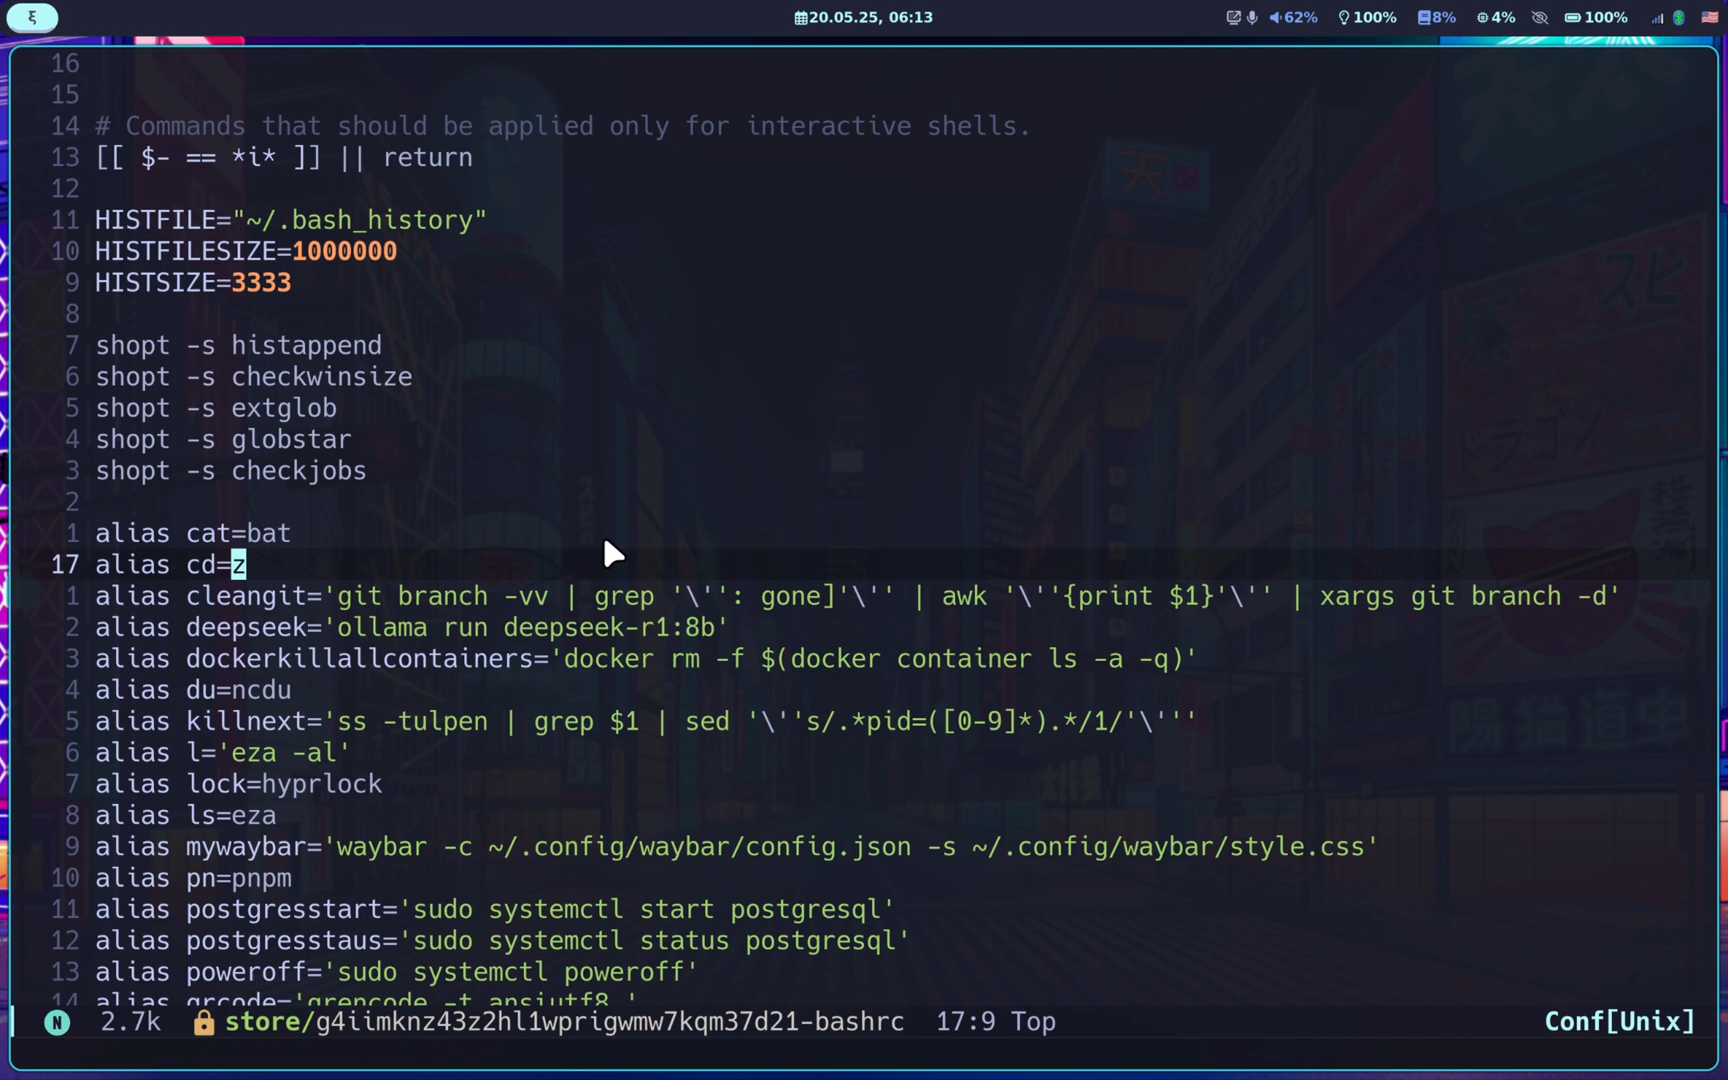 ξ 20.05.25, 06:13 62% 100% 8% 4% 100%
16
15
14 # Commands that should be applied only for interactive shells.
13 [[ $- == *i* ]] || return
12
11 HISTFILE="~/.bash_history"
10 HISTFILESIZE=1000000
9 HISTSIZE=3333
8
7 shopt -s histappend
6 shopt -s checkwinsize
5 shopt -s extglob
4 shopt -s globstar
3 shopt -s checkjobs
2
1 alias cat=bat
17 alias cd=z
1 alias cleangit='git branch -vv | grep '\'': gone]'\'' | awk '\''{print $1}'\'' | xargs git branch -d'
2 alias deepseek='ollama run deepseek-r1:8b'
3 alias dockerkillallcontainers='docker rm -f $(docker container ls -a -q)'
4 alias du=ncdu
5 alias killnext='ss -tulpen | grep $1 | sed '\''s/.*pid=([0-9]*).*/1/'\'''
6 alias l='eza -al'
7 alias lock=hyprlock
8 alias ls=eza
9 alias mywaybar='waybar -c ~/.config/waybar/config.json -s ~/.config/waybar/style.css'
10 alias pn=pnpm
11 alias postgresstart='sudo systemctl start postgresql'
12 alias postgresstaus='sudo systemctl status postgresql'
13 alias poweroff='sudo systemctl poweroff'
14 alias qrcode='qrencode -t ansiutf8 '
N 2.7k store/g4iimknz43z2hl1wprigwmw7kqm37d21-bashrc 17:9 Top Conf[Unix]